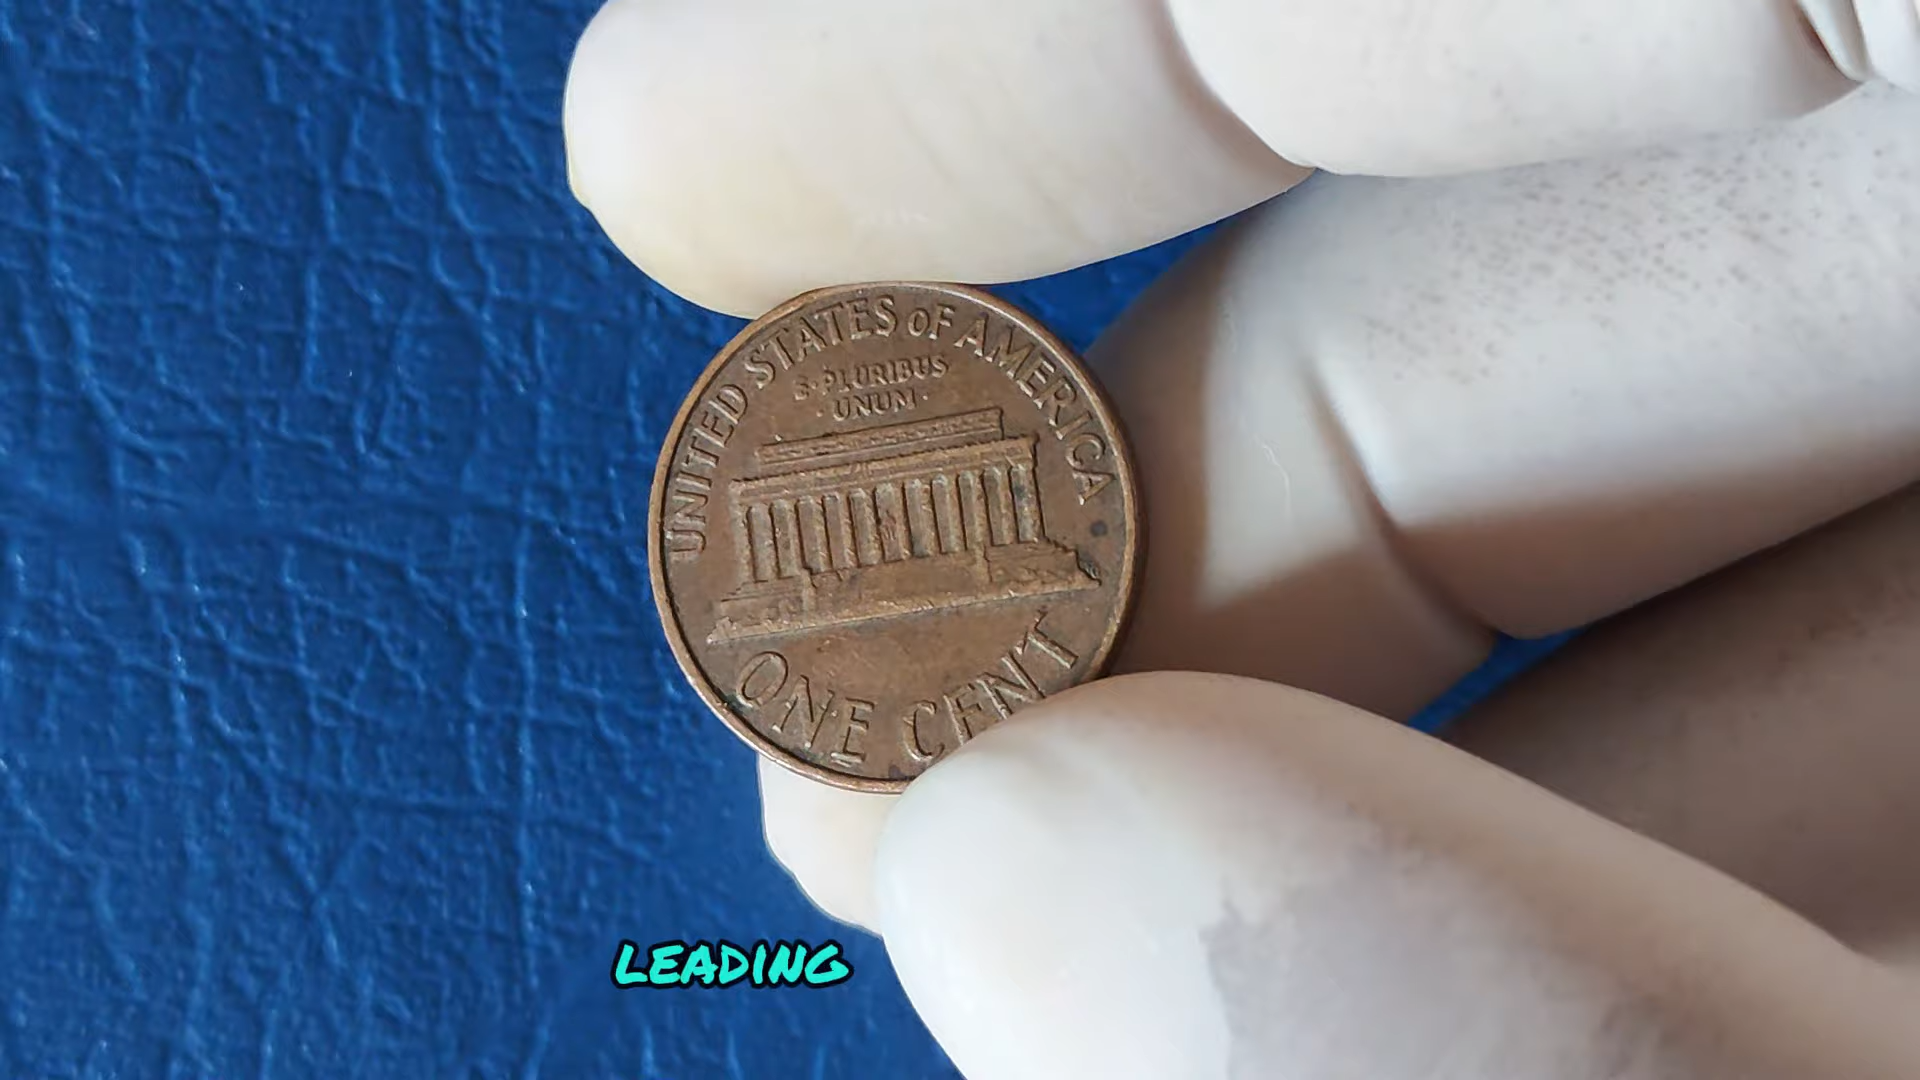 UNITED STATES OF AMERICA
E·PLURIBUS
·UNUM·
ONE CENT
LEADING